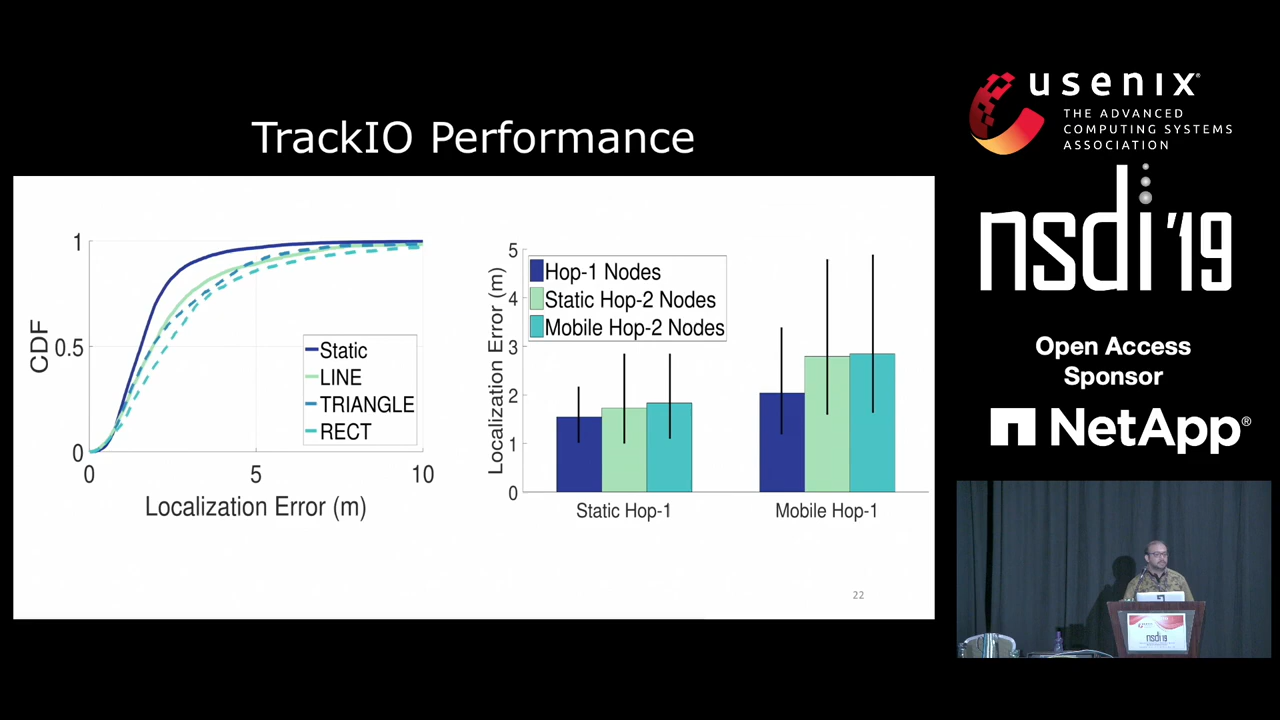 TrackIO Performance
1
0.5
0
CDF
0
5
10
Localization Error (m)
Static
LINE
TRIANGLE
RECT
5
4
3
2
1
0
Localization Error (m)
Hop-1 Nodes
Static Hop-2 Nodes
Mobile Hop-2 Nodes
Static Hop-1
Mobile Hop-1
22
usenix®
THE ADVANCED
COMPUTING SYSTEMS
ASSOCIATION
nsdi '19
Open Access
Sponsor
NetApp®
usenix
nsdi19